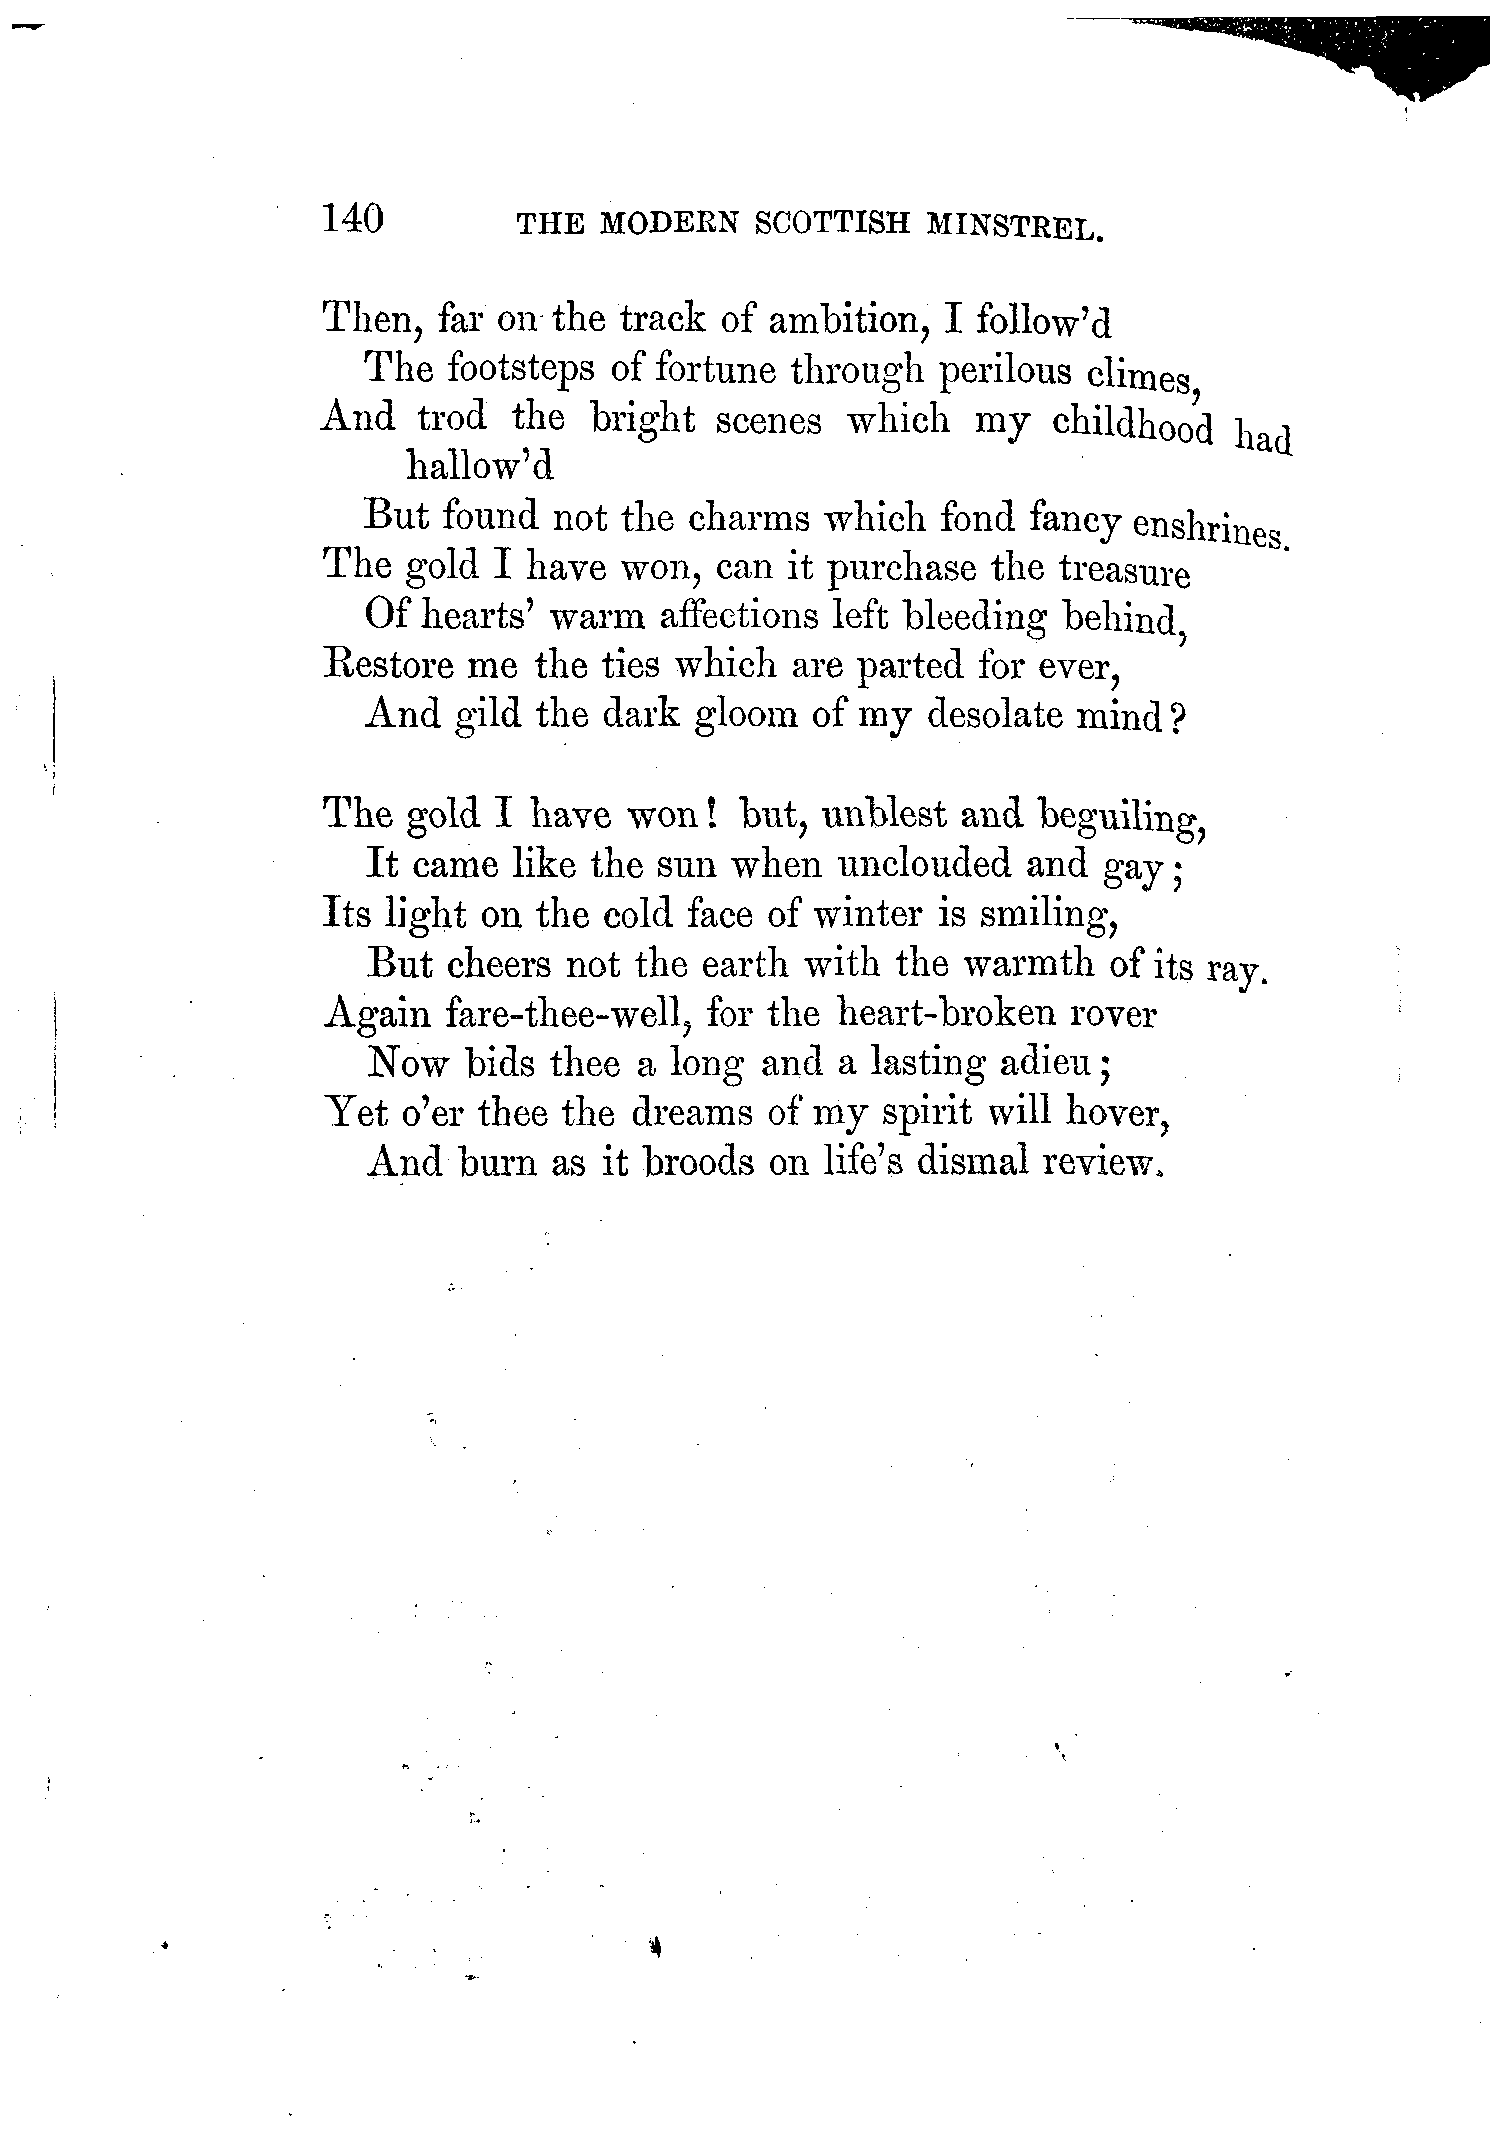 140 THE MODERN SCOTTISH MINSTREL.
Then, far on the track of ambition, I follow'd
The footsteps of fortune through perilous climes,
And trod the bright scenes which my childhood had
hallow'd
But found not the charms which fond fancy enshrines.
The gold I have won, can it purchase the treasure
Of hearts' warm affections left bleeding behind,
Restore me the ties which are parted for ever,
And gild the dark gloom of my desolate mind?
The gold I have won! but, unblest and beguiling,
It came like the sun when unclouded and gay;
Its light on the cold face of winter is smiling,
But cheers not the earth with the warmth of its ray.
Again fare-thee-well, for the heart-broken rover
Now bids thee a long and a lasting adieu;
Yet o'er thee the dreams of my spirit will hover,
And burn as it broods on life's dismal review.